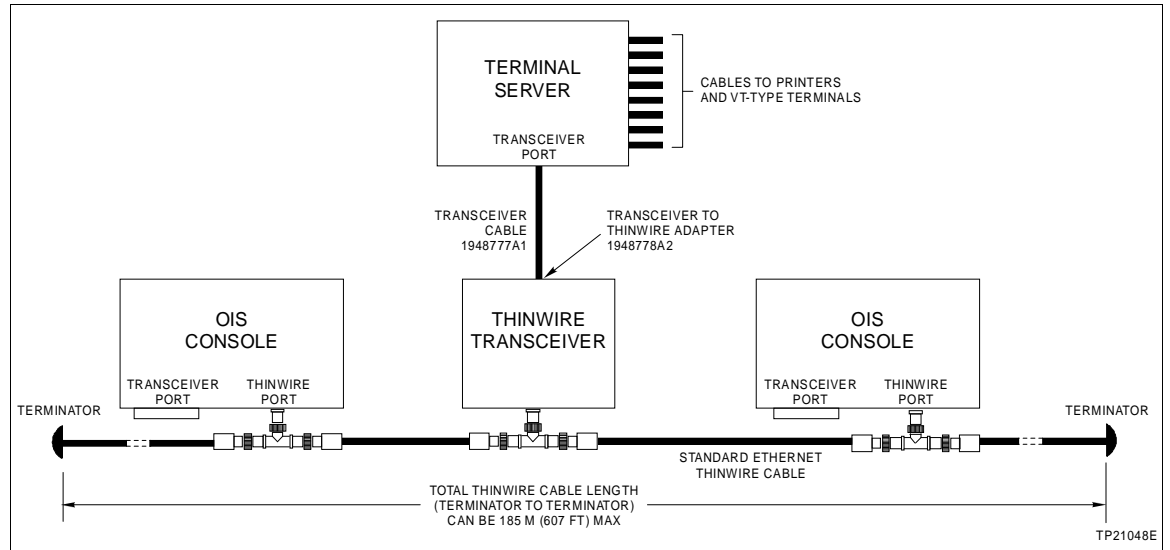 TERMINAL
SERVER
TRANSCEIVER
PORT
CABLES TO PRINTERS
AND VT-TYPE TERMINALS
TRANSCEIVER
CABLE
1948777A1
TRANSCEIVER TO
THINWIRE ADAPTER
1948778A2
OIS
CONSOLE
TRANSCEIVER
PORT
THINWIRE
PORT
THINWIRE
TRANSCEIVER
OIS
CONSOLE
TRANSCEIVER
PORT
THINWIRE
PORT
TERMINATOR
TERMINATOR
STANDARD ETHERNET
THINWIRE CABLE
TOTAL THINWIRE CABLE LENGTH
(TERMINATOR TO TERMINATOR)
CAN BE 185 M (607 FT) MAX
TP21048E